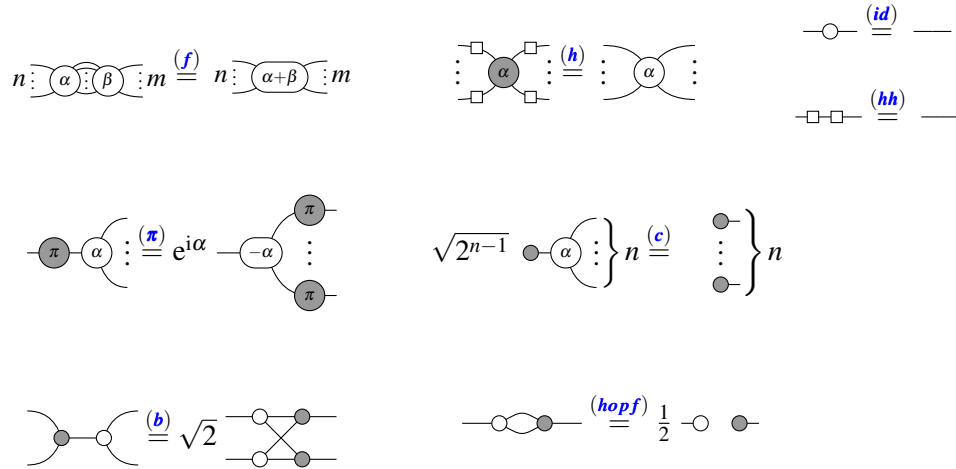 n α β m (f) = n α+β m
α (h) = α
(id) =
(hh) =
π α (π) = e^{iα} −α π π
√2^{n−1} α n (c) = n
(b) = √2
(hopf) = 1/2